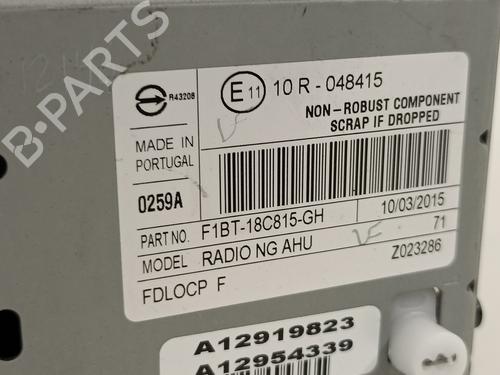 B-PARTS
R43208
E 11 10 R - 048415
NON-ROBUST COMPONENT
SCRAP IF DROPPED
MADE IN
PORTUGAL
0259A
PART NO. F1BT-18C815-GH 10/03/2015
MODEL RADIO NG AHU 71
FDLOCP F Z023286
A12919823
A12954339